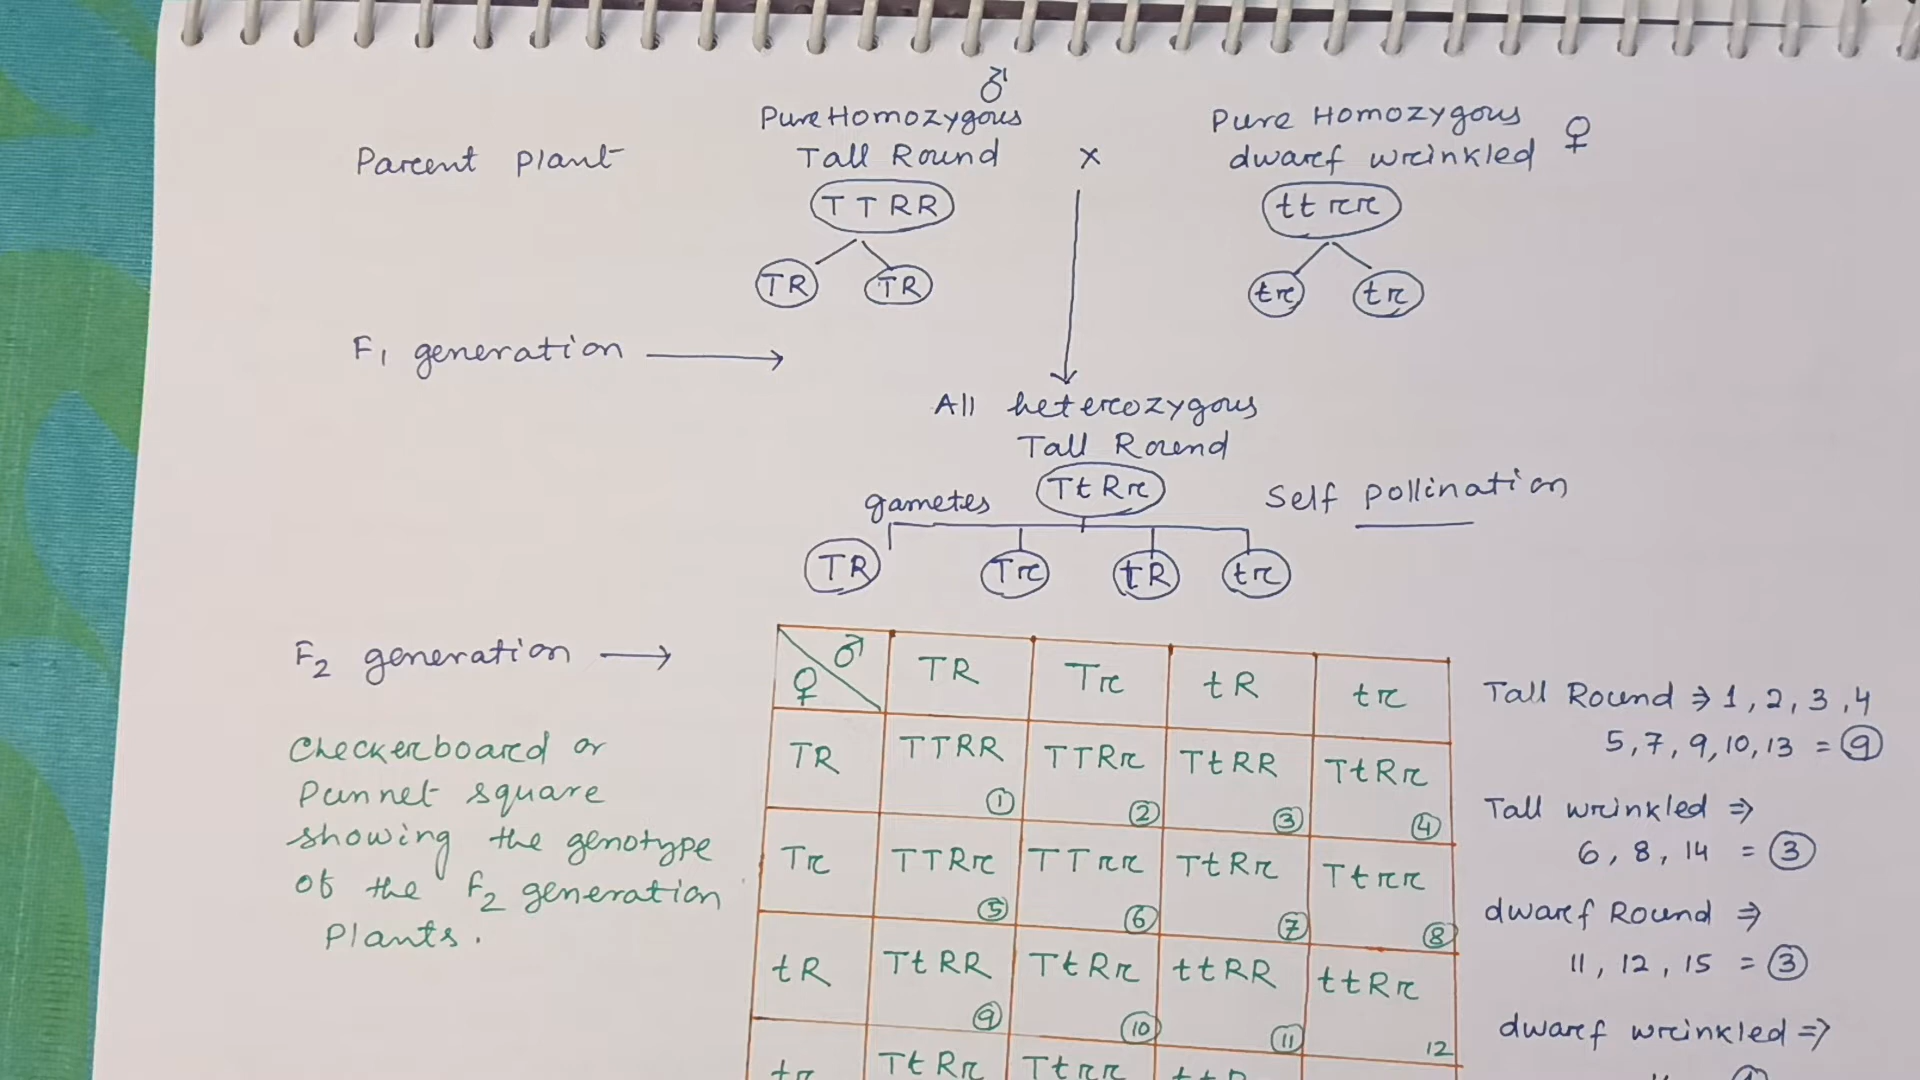 ♂
Pure Homozygous
Tall Round
Pure Homozygous ♀
dwarf wrinkled
Parent plant
x
TTRR
ttrr
TR TR
tr tr
F1 generation →
All heterozygous
Tall Round
TtRr
gametes
Self pollination
TR Tr tR tr
F2 generation →
Checkerboard or
Punnet square
showing the genotype
of the F2 generation
Plants.
♂ ♀ TR Tr tR tr
TR TTRR 1 TTRr 2 TtRR 3 TtRr 4
Tr TTRr 5 TTrr 6 TtRr 7 Ttrr 8
tR TtRR 9 TtRr 10 ttRR 11 ttRr 12
tr TtRr Ttrr
Tall Round ⇒ 1, 2, 3, 4
5, 7, 9, 10, 13 = 9
Tall wrinkled ⇒
6, 8, 14 = 3
dwarf Round ⇒
11, 12, 15 = 3
dwarf wrinkled ⇒